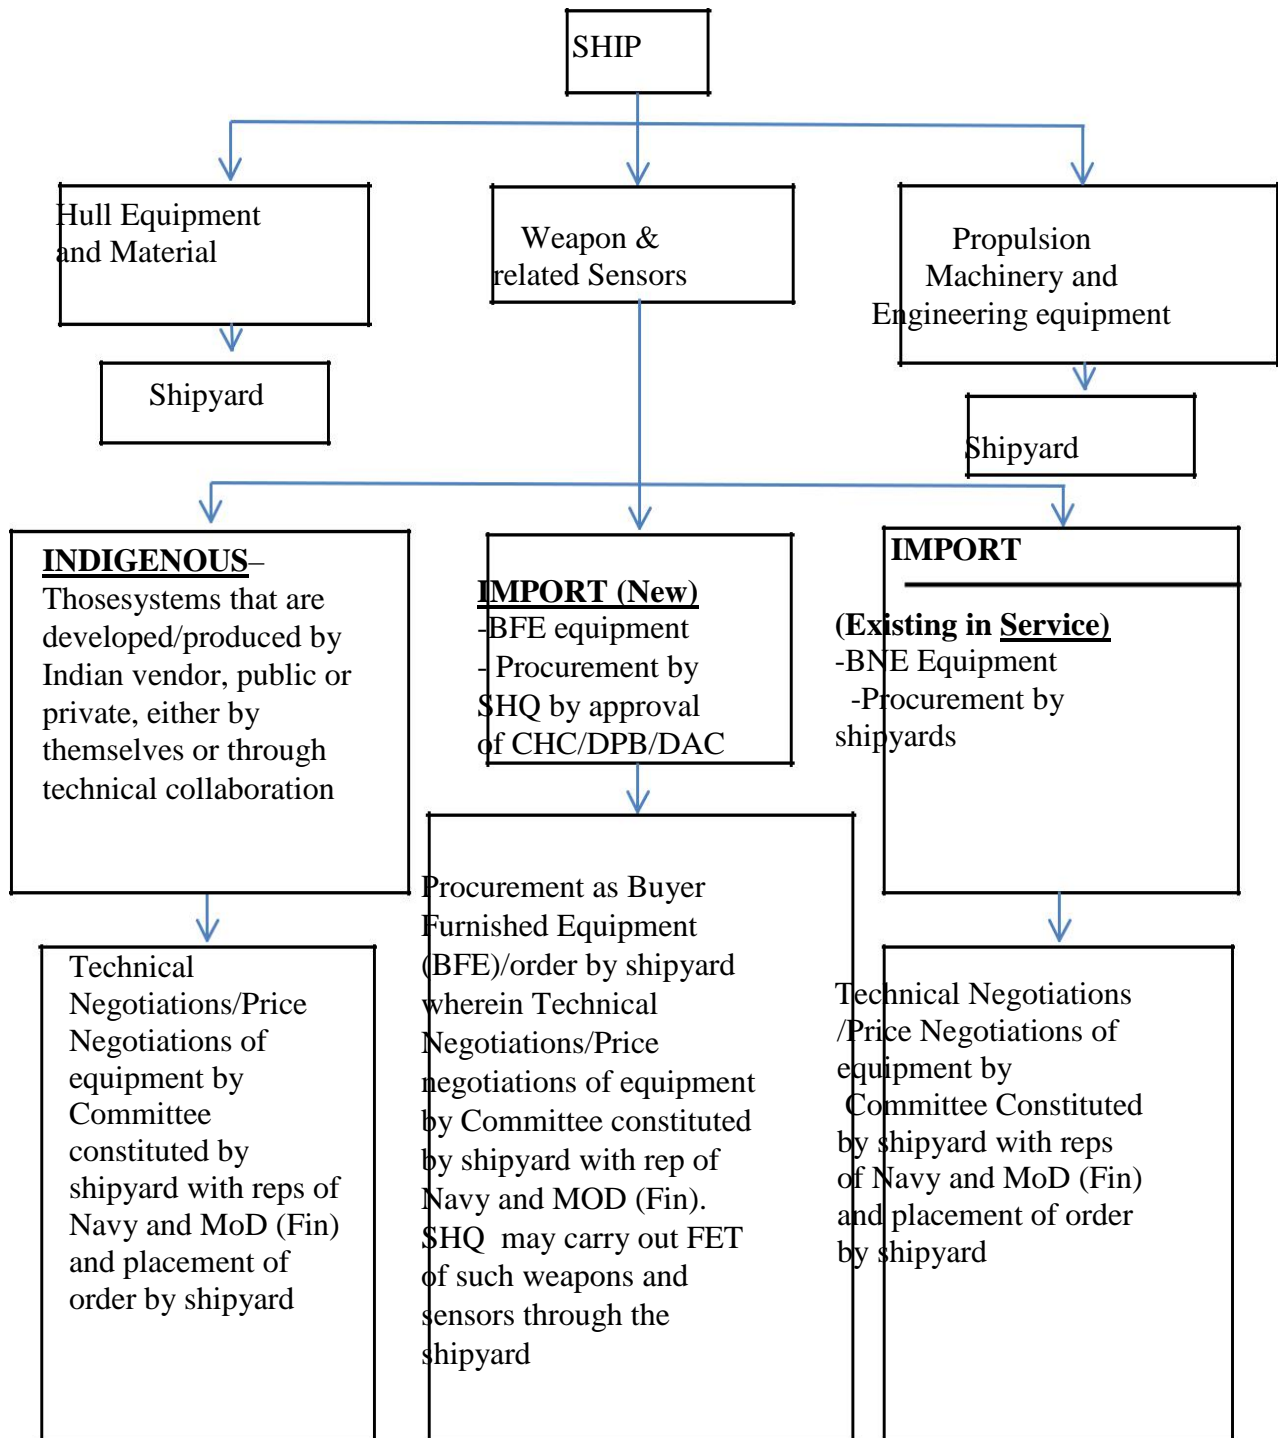 SHIP
Hull Equipment
and Material
Weapon &
related Sensors
Propulsion
Machinery and
Engineering equipment
Shipyard
Shipyard
INDIGENOUS–
Thosesystems that are
developed/produced by
Indian vendor, public or
private, either by
themselves or through
technical collaboration
IMPORT (New)
-BFE equipment
- Procurement by
SHQ by approval
of CHC/DPB/DAC
IMPORT
(Existing in Service)
-BNE Equipment
-Procurement by
shipyards
Technical
Negotiations/Price
Negotiations of
equipment by
Committee
constituted by
shipyard with reps of
Navy and MoD (Fin)
and placement of
order by shipyard
Procurement as Buyer
Furnished Equipment
(BFE)/order by shipyard
wherein Technical
Negotiations/Price
negotiations of equipment
by Committee constituted
by shipyard with rep of
Navy and MOD (Fin).
SHQ may carry out FET
of such weapons and
sensors through the
shipyard
Technical Negotiations
/Price Negotiations of
equipment by
Committee Constituted
by shipyard with reps
of Navy and MoD (Fin)
and placement of order
by shipyard